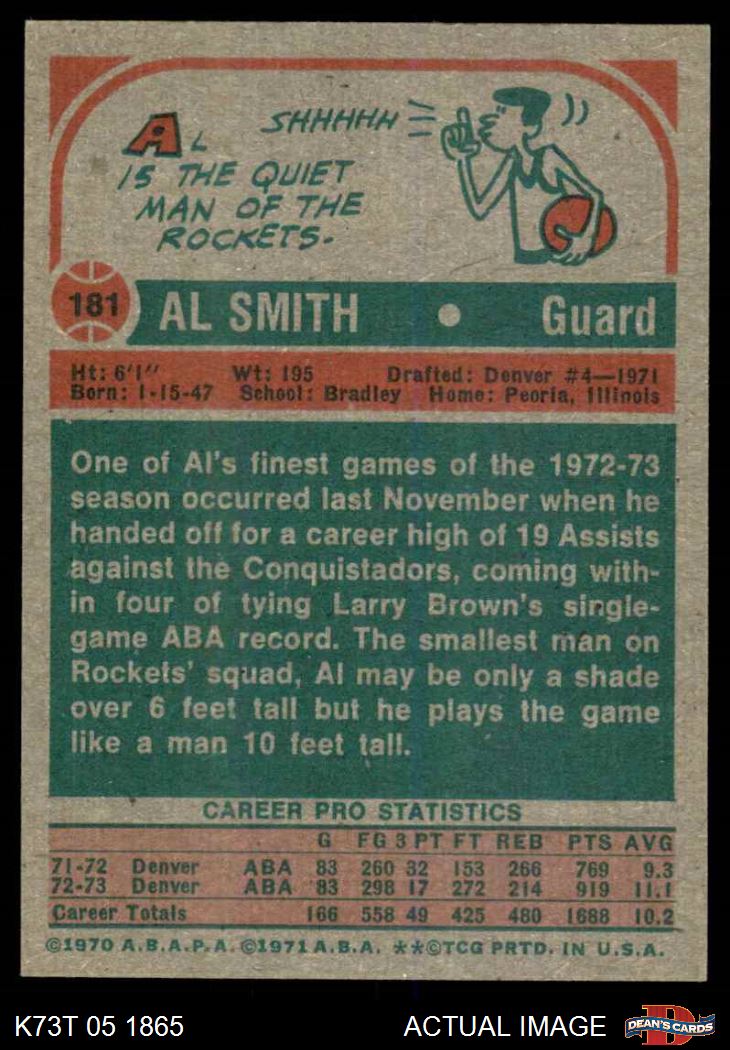 AL SHHHHH
IS THE QUIET
MAN OF THE
ROCKETS.
181 AL SMITH • Guard
Ht: 6'1" Wt: 195 Drafted: Denver #4—1971
Born: 1-15-47 School: Bradley Home: Peoria, Illinois
One of Al's finest games of the 1972-73
season occurred last November when he
handed off for a career high of 19 Assists
against the Conquistadors, coming with-
in four of tying Larry Brown's single-
game ABA record. The smallest man on
Rockets' squad, Al may be only a shade
over 6 feet tall but he plays the game
like a man 10 feet tall.
CAREER PRO STATISTICS
G FG 3 PT FT REB PTS AVG
71-72 Denver ABA 83 260 32 153 266 769 9.3
72-73 Denver ABA 83 298 17 272 214 919 11.1
Career Totals 166 558 49 425 480 1688 10.2
©1970 A.B.A.P.A. ©1971 A.B.A. **©TCG PRTD. IN U.S.A.
K73T 05 1865 ACTUAL IMAGE D DEAN'S CARDS